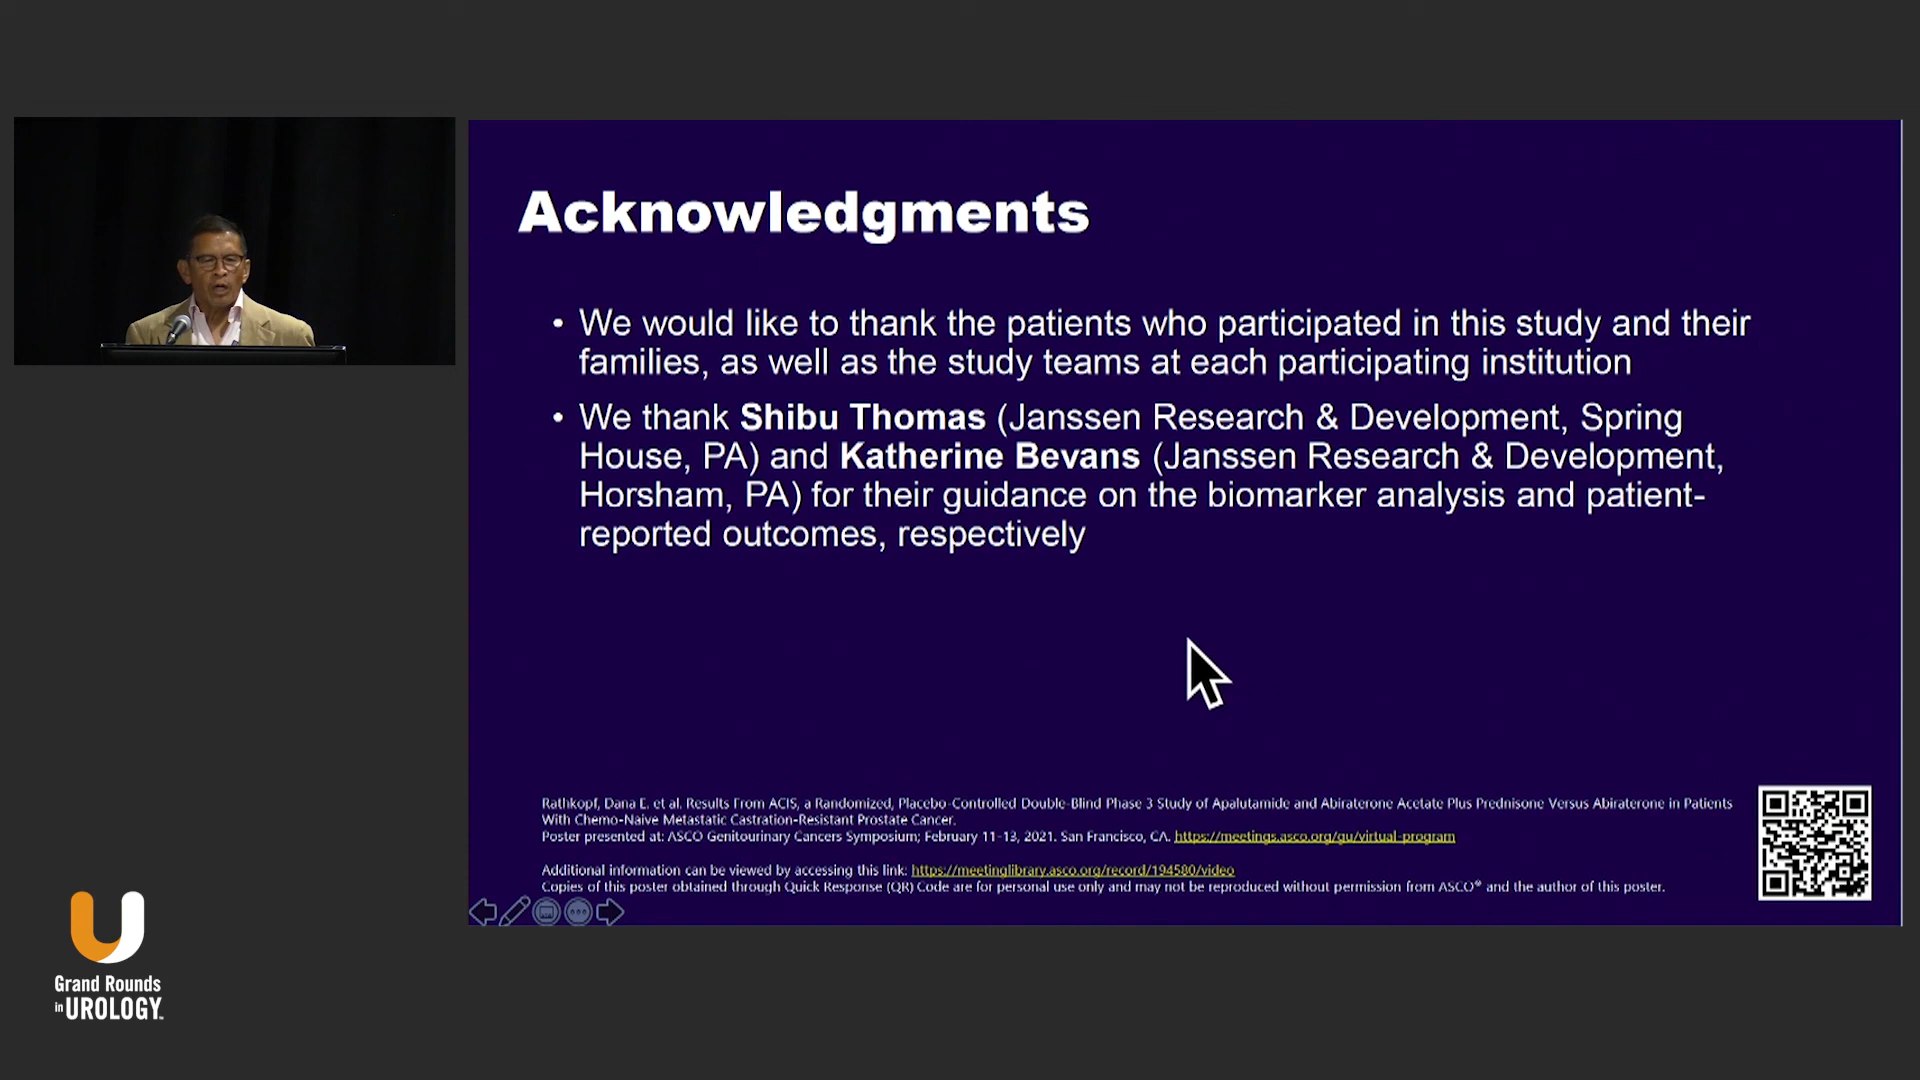 Acknowledgments
• We would like to thank the patients who participated in this study and their
families, as well as the study teams at each participating institution
• We thank Shibu Thomas (Janssen Research & Development, Spring
House, PA) and Katherine Bevans (Janssen Research & Development,
Horsham, PA) for their guidance on the biomarker analysis and patient-
reported outcomes, respectively
Rathkopf, Dana E. et al. Results From ACIS, a Randomized, Placebo-Controlled Double-Blind Phase 3 Study of Apalutamide and Abiraterone Acetate Plus Prednisone Versus Abiraterone in Patients
With Chemo-Naive Metastatic Castration-Resistant Prostate Cancer.
Poster presented at: ASCO Genitourinary Cancers Symposium; February 11-13, 2021. San Francisco, CA. https://meetings.asco.org/gu/virtual-program
Additional information can be viewed by accessing this link: https://meetinglibrary.asco.org/record/194580/video
Copies of this poster obtained through Quick Response (QR) Code are for personal use only and may not be reproduced without permission from ASCO® and the author of this poster.
Grand Rounds
in UROLOGY™